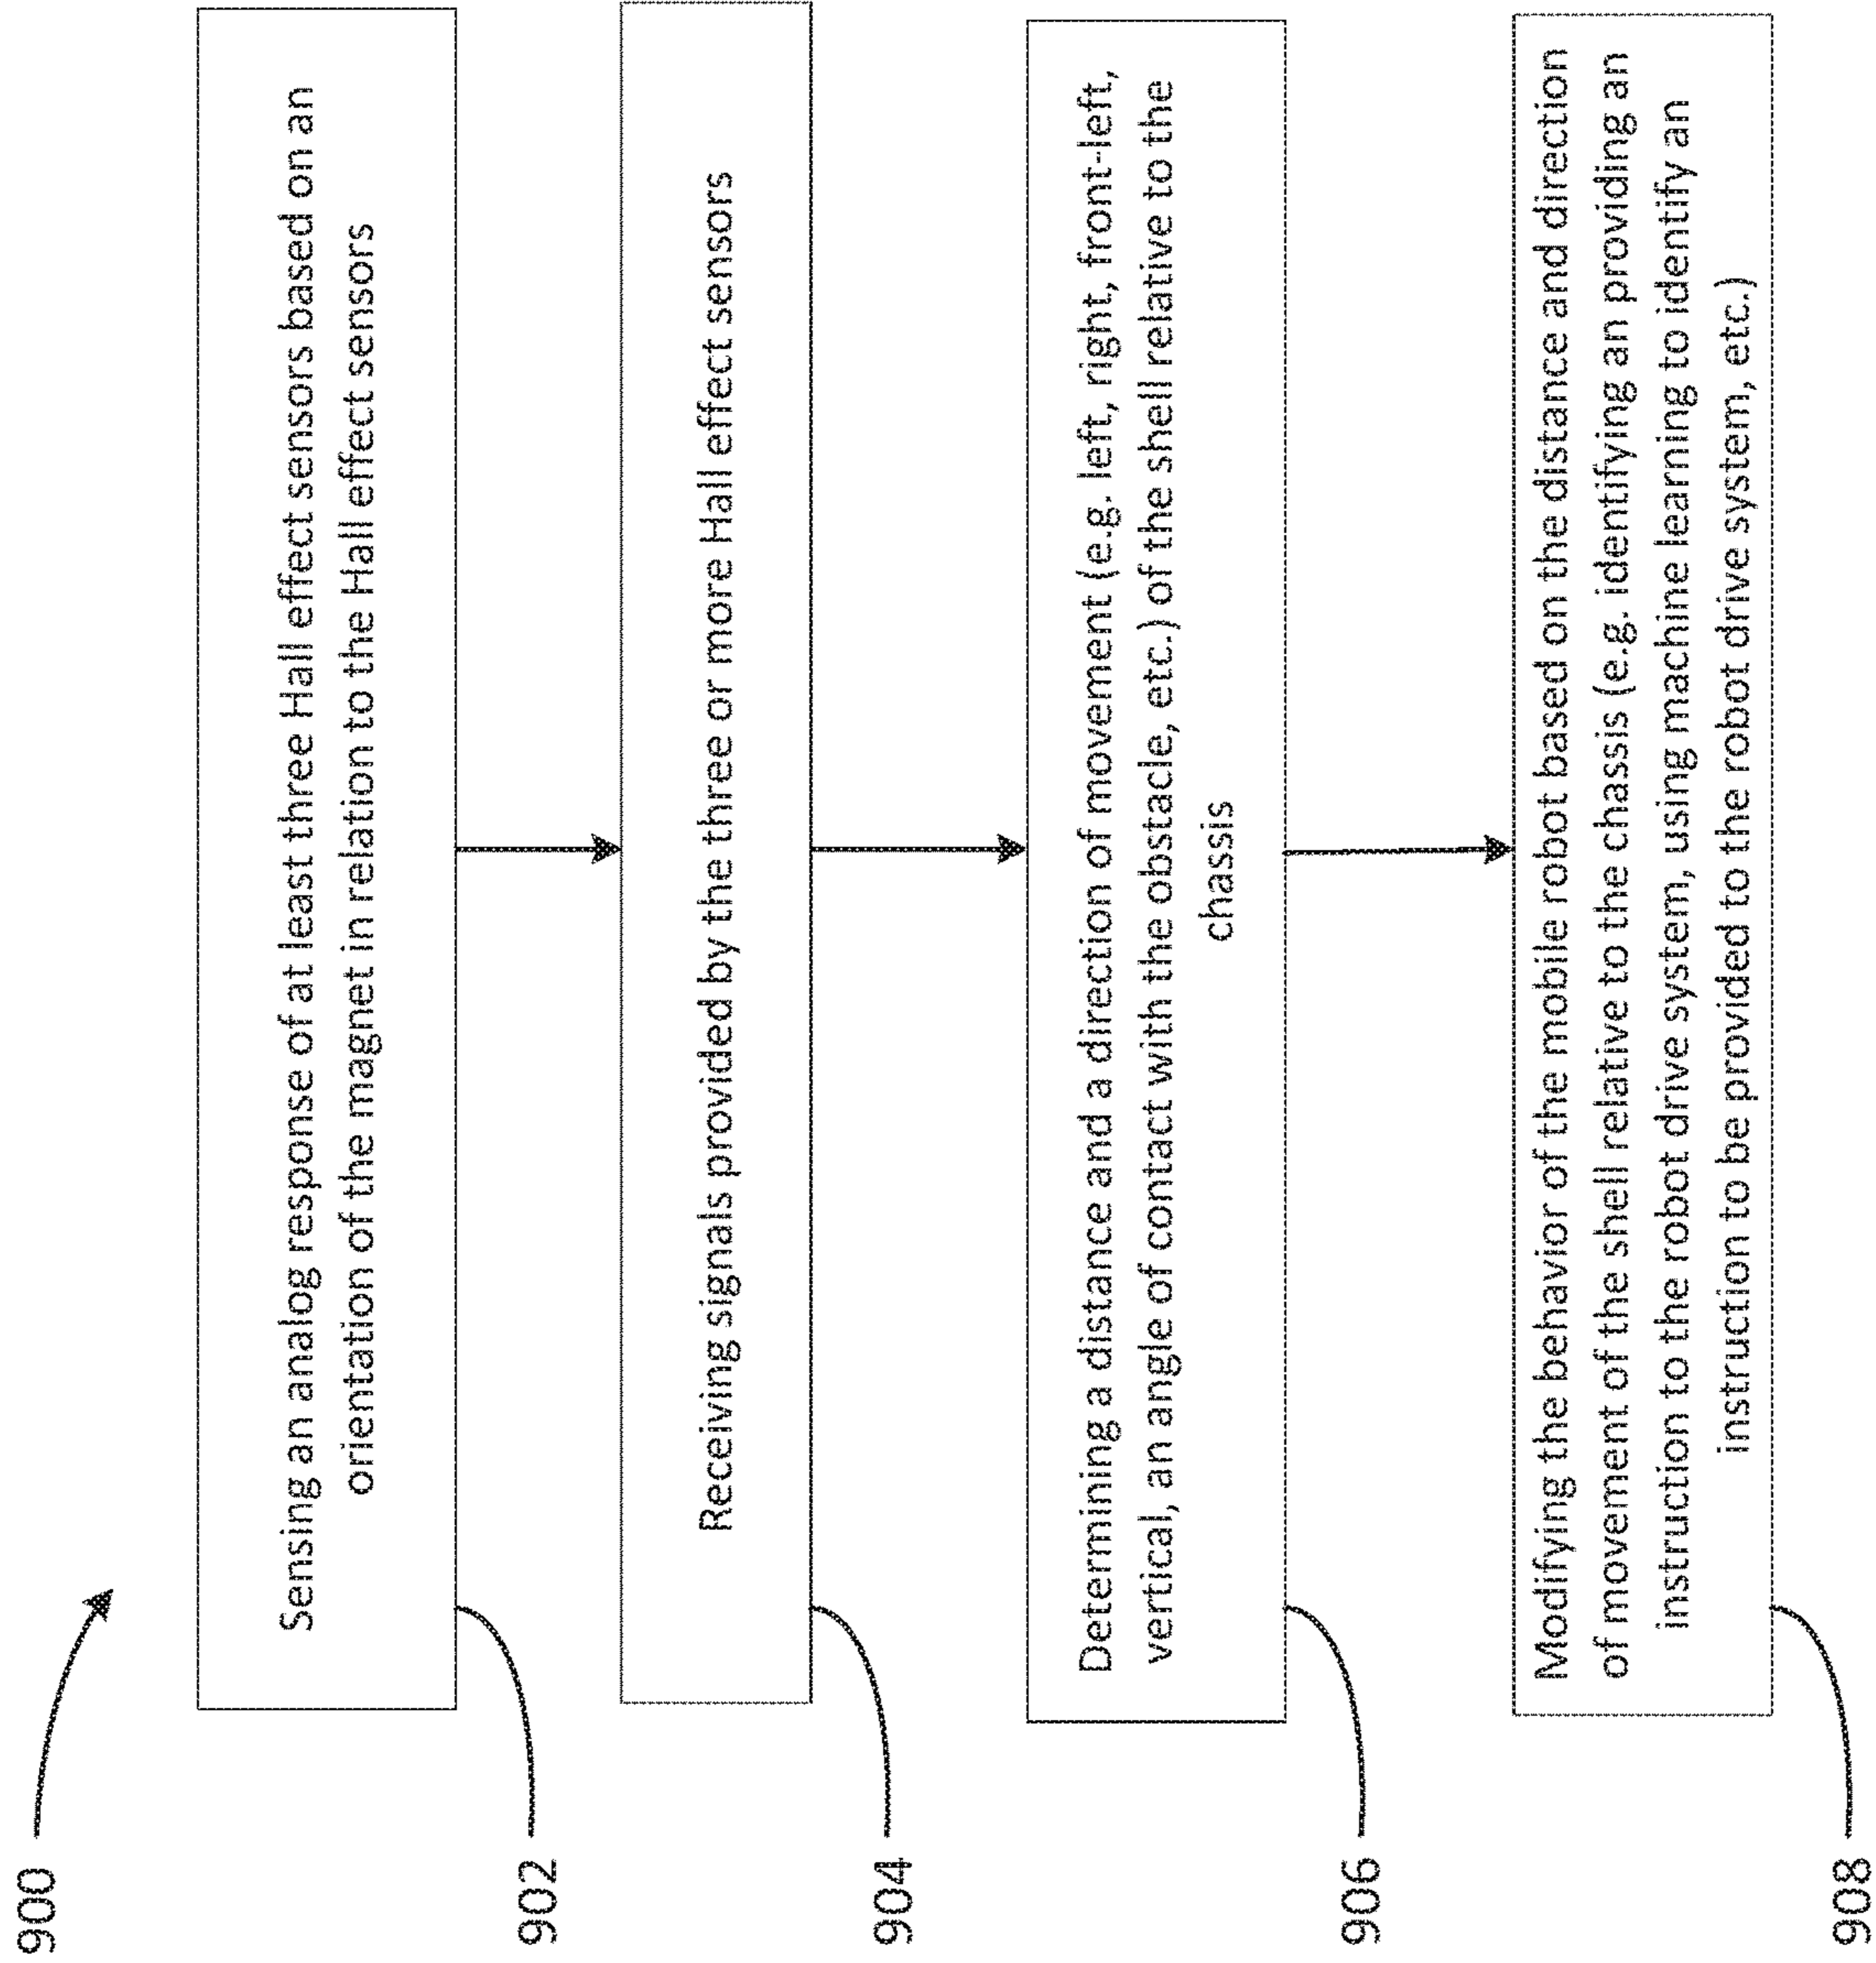 900
Sensing an analog response of at least three Hall effect sensors based on an
orientation of the magnet in relation to the Hall effect sensors
902
Receiving signals provided by the three or more Hall effect sensors
904
Determining a distance and a direction of movement (e.g. left, right, front-left,
vertical, an angle of contact with the obstacle, etc.) of the shell relative to the
chassis
906
Modifying the behavior of the mobile robot based on the distance and direction
of movement of the shell relative to the chassis (e.g. identifying an providing an
instruction to the robot drive system, using machine learning to identify an
instruction to be provided to the robot drive system, etc.)
908